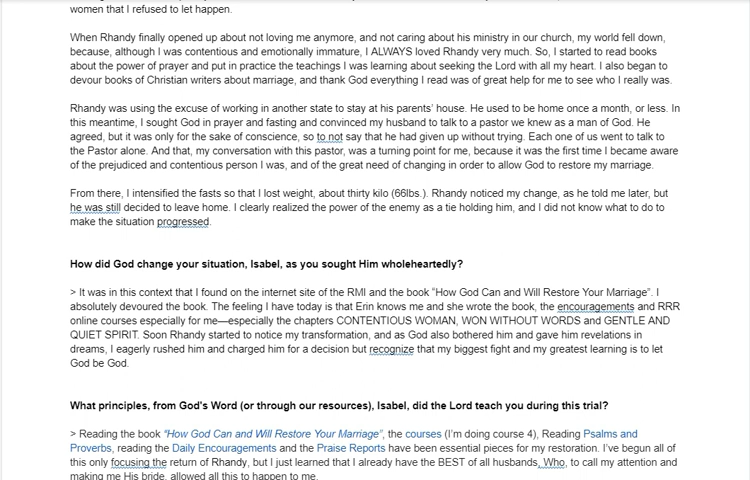 women that I refused to let happen.
When Rhandy finally opened up about not loving me anymore, and not caring about his ministry in our church, my world fell down,
because, although I was contentious and emotionally immature, I ALWAYS loved Rhandy very much. So, I started to read books
about the power of prayer and put in practice the teachings I was learning about seeking the Lord with all my heart. I also began to
devour books of Christian writers about marriage, and thank God everything I read was of great help for me to see who I really was.
Rhandy was using the excuse of working in another state to stay at his parents' house. He used to be home once a month, or less. In
this meantime, I sought God in prayer and fasting and convinced my husband to talk to a pastor we knew as a man of God. He
agreed, but it was only for the sake of conscience, so to not say that he had given up without trying. Each one of us went to talk to
the Pastor alone. And that, my conversation with this pastor, was a turning point for me, because it was the first time I became aware
of the prejudiced and contentious person I was, and of the great need of changing in order to allow God to restore my marriage.
From there, I intensified the fasts so that I lost weight, about thirty kilo (66lbs.). Rhandy noticed my change, as he told me later, but
he was still decided to leave home. I clearly realized the power of the enemy as a tie holding him, and I did not know what to do to
make the situation progressed.
How did God change your situation, Isabel, as you sought Him wholeheartedly?
> It was in this context that I found on the internet site of the RMI and the book "How God Can and Will Restore Your Marriage". I
absolutely devoured the book. The feeling I have today is that Erin knows me and she wrote the book, the encouragements and RRR
online courses especially for me—especially the chapters CONTENTIOUS WOMAN, WON WITHOUT WORDS and GENTLE AND
QUIET SPIRIT. Soon Rhandy started to notice my transformation, and as God also bothered him and gave him revelations in
dreams, I eagerly rushed him and charged him for a decision but recognize that my biggest fight and my greatest learning is to let
God be God.
What principles, from God's Word (or through our resources), Isabel, did the Lord teach you during this trial?
> Reading the book "How God Can and Will Restore Your Marriage", the courses (I'm doing course 4), Reading Psalms and
Proverbs, reading the Daily Encouragements and the Praise Reports have been essential pieces for my restoration. I've begun all of
this only focusing the return of Rhandy, but I just learned that I already have the BEST of all husbands, Who, to call my attention and
making me His bride, allowed all this to happen to me.